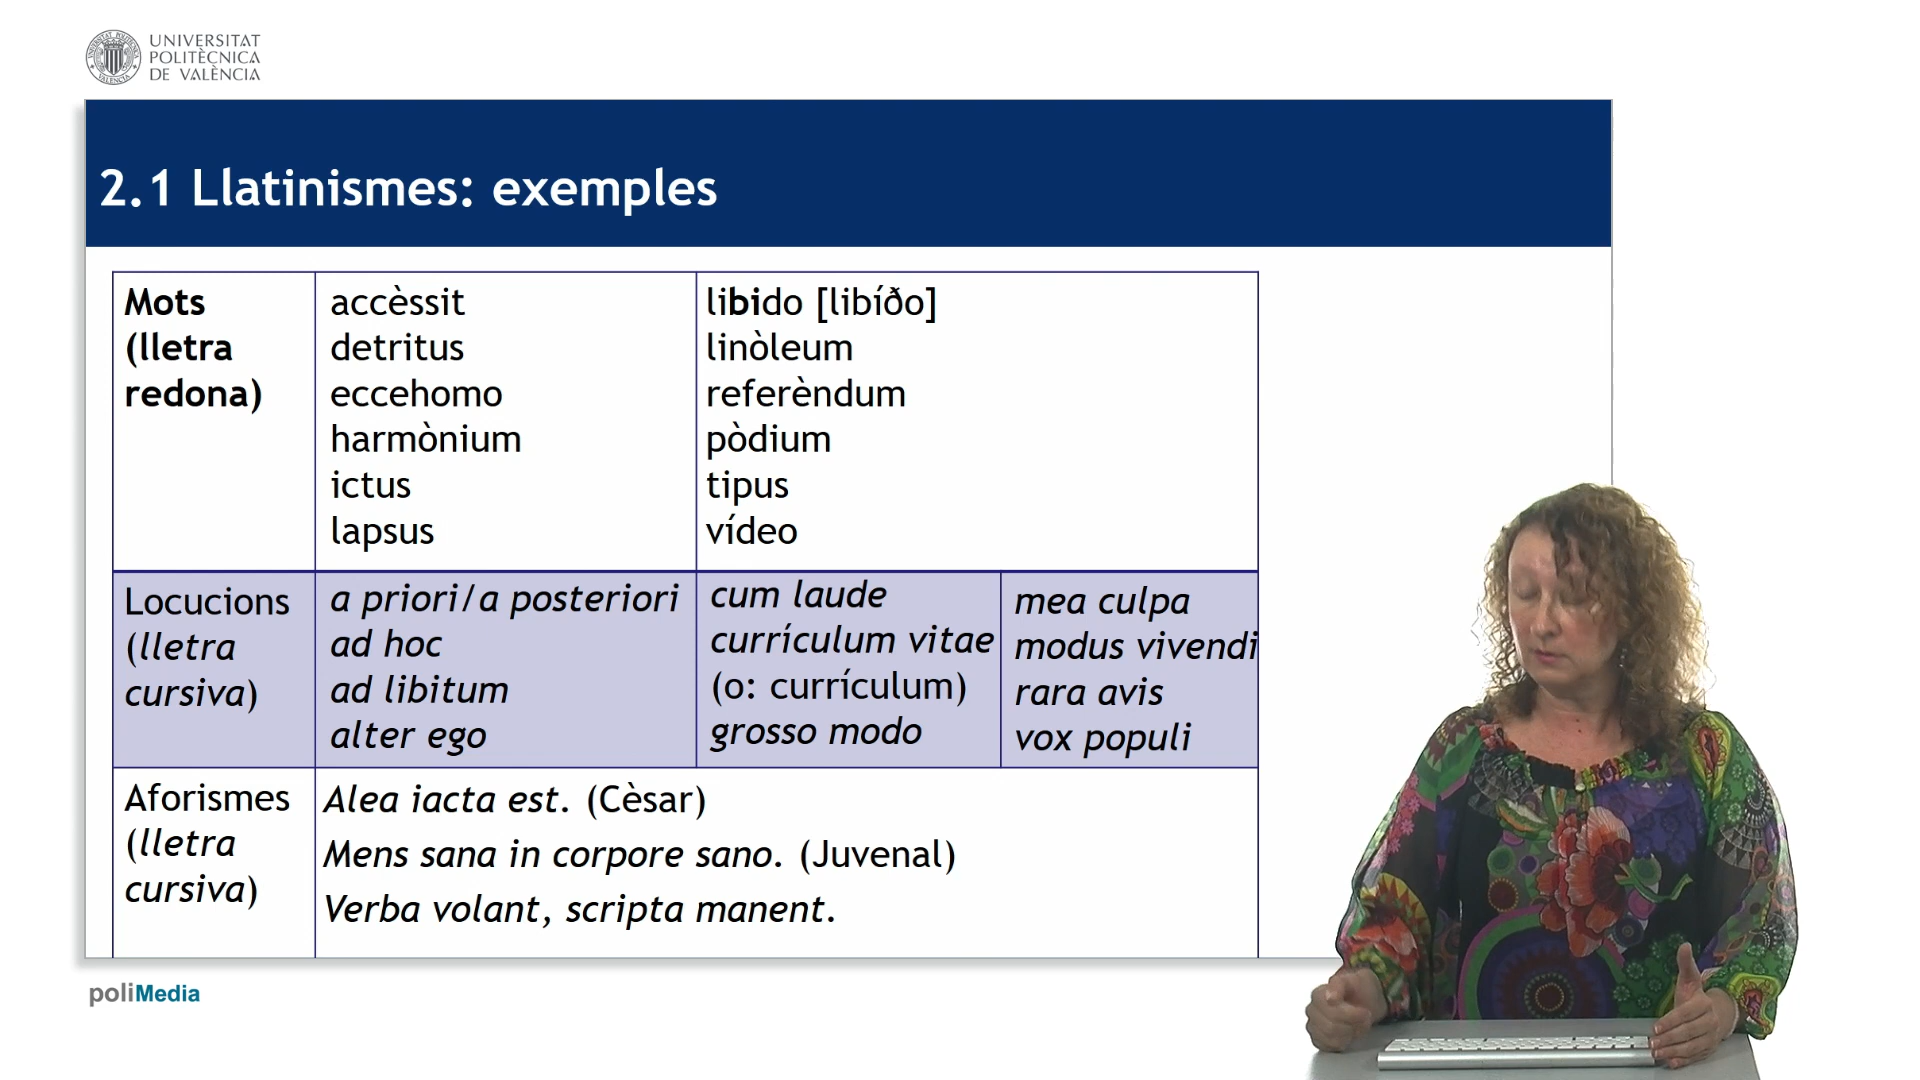 UNIVERSITAT
POLITÈCNICA
DE VALÈNCIA
2.1 Llatinismes: exemples
Mots
(lletra
redona)
accèssit
detritus
eccehomo
harmònium
ictus
lapsus
libido [libíðo]
linòleum
referèndum
pòdium
tipus
vídeo
Locucions
(lletra
cursiva)
a priori/a posteriori
ad hoc
ad libitum
alter ego
cum laude
currículum vitae
(o: currículum)
grosso modo
mea culpa
modus vivendi
rara avis
vox populi
Aforismes
(lletra
cursiva)
Alea iacta est. (Cèsar)
Mens sana in corpore sano. (Juvenal)
Verba volant, scripta manent.
poliMedia